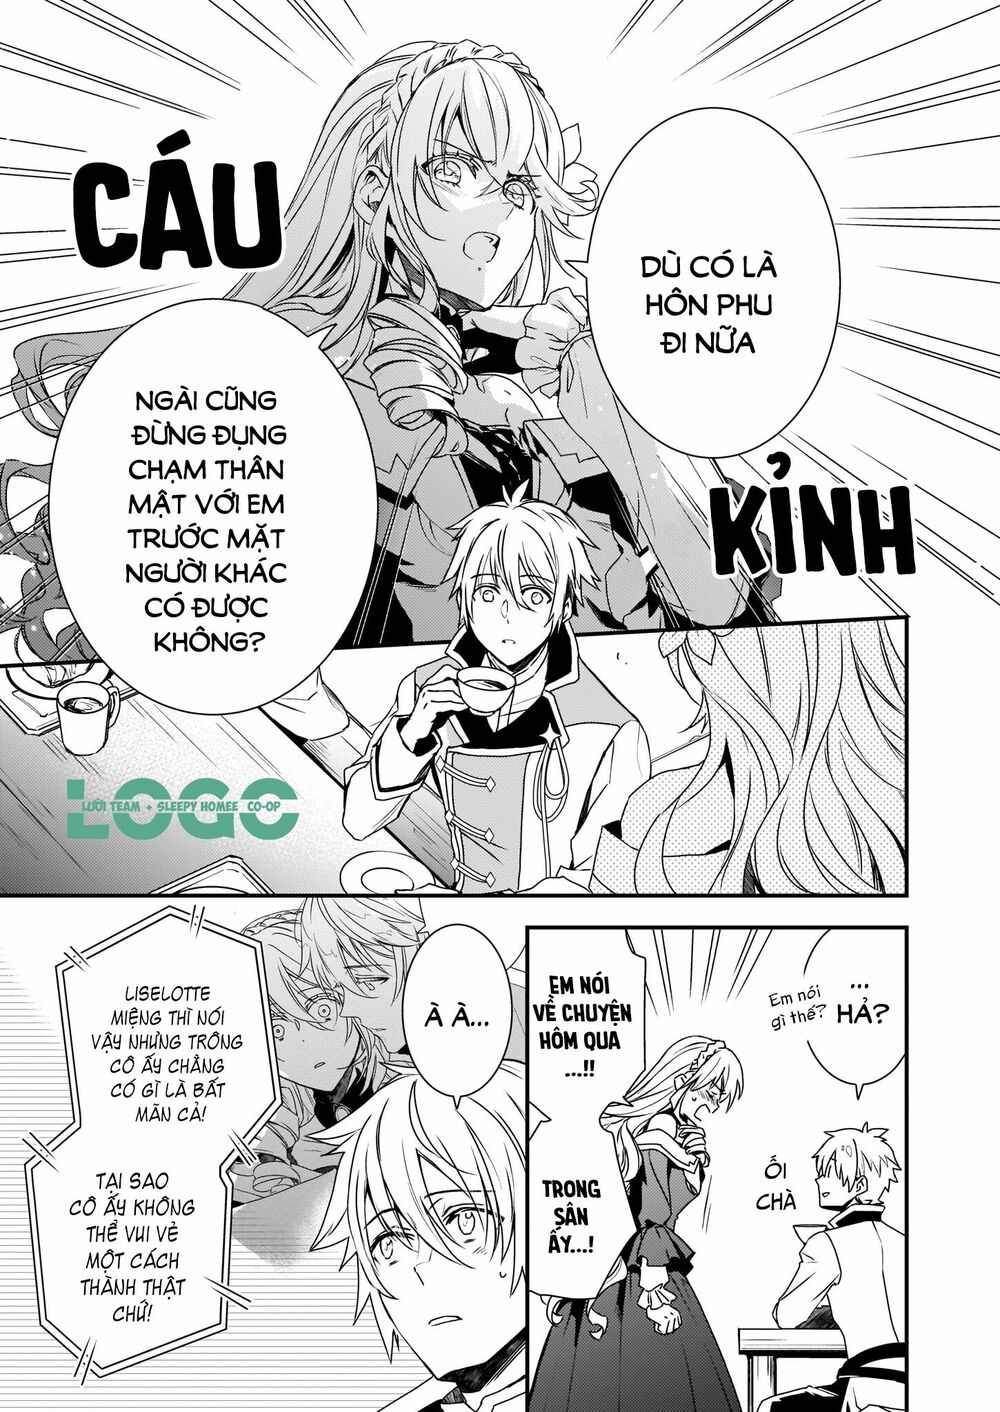 DÙ CÓ LÀ
HÔN PHU
ĐI NỮA
CÁU
KỈNH
NGÀI CŨNG
ĐỪNG ĐỤNG
CHẠM THÂN
MẬT VỚI EM
TRƯỚC MẶT
NGƯỜI KHÁC
CÓ ĐƯỢC
KHÔNG?
LOGO
LƯỜI TEAM + SLEEPY HOMEE CO-OP
...
HẢ?
Em nói
gì thế?
ỐI
CHÀ
EM NÓI
VỀ CHUYỆN
HÔM QUA
...!!
TRONG
SÂN
ẤY...!
À À...
LISELOTTE
MIỆNG THÌ NÓI
VẬY NHƯNG TRÔNG
CÔ ẤY CHẲNG
CÓ GÌ LÀ BẤT
MÃN CẢ!
TẠI SAO
CÔ ẤY KHÔNG
THỂ VUI VẺ
MỘT CÁCH
THÀNH THẬT
CHỨ!